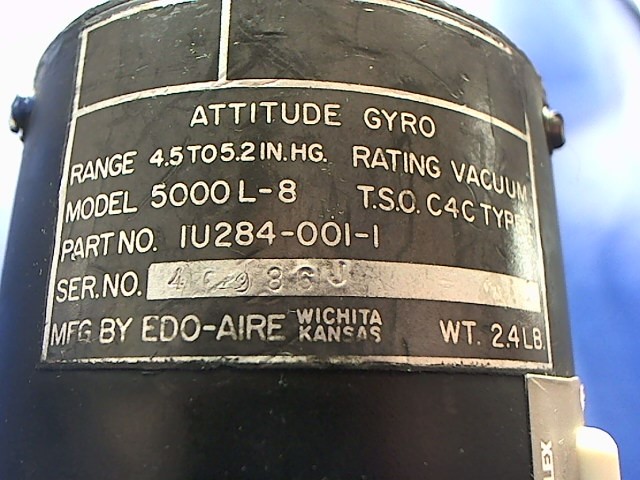 ATTITUDE GYRO
RANGE 4.5 TO 5.2 IN. HG. RATING VACUUM
MODEL 5000 L-8 T.S.O. C4C TYPE
PART NO. 1U284-001-1
SER. NO.
MFG BY EDO-AIRE WICHITA KANSAS WT. 2.4 LB.